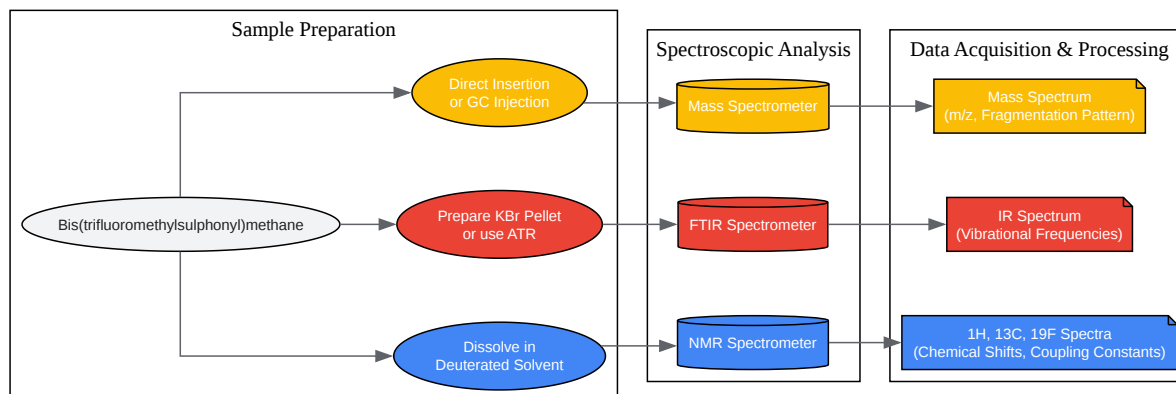 Sample Preparation
Spectroscopic Analysis
Data Acquisition & Processing
Direct Insertion
or GC Injection
Mass Spectrometer
Mass Spectrum
(m/z, Fragmentation Pattern)
Bis(trifluoromethylsulphonyl)methane
Prepare KBr Pellet
or use ATR
FTIR Spectrometer
IR Spectrum
(Vibrational Frequencies)
Dissolve in
Deuterated Solvent
NMR Spectrometer
1H, 13C, 19F Spectra
(Chemical Shifts, Coupling Constants)